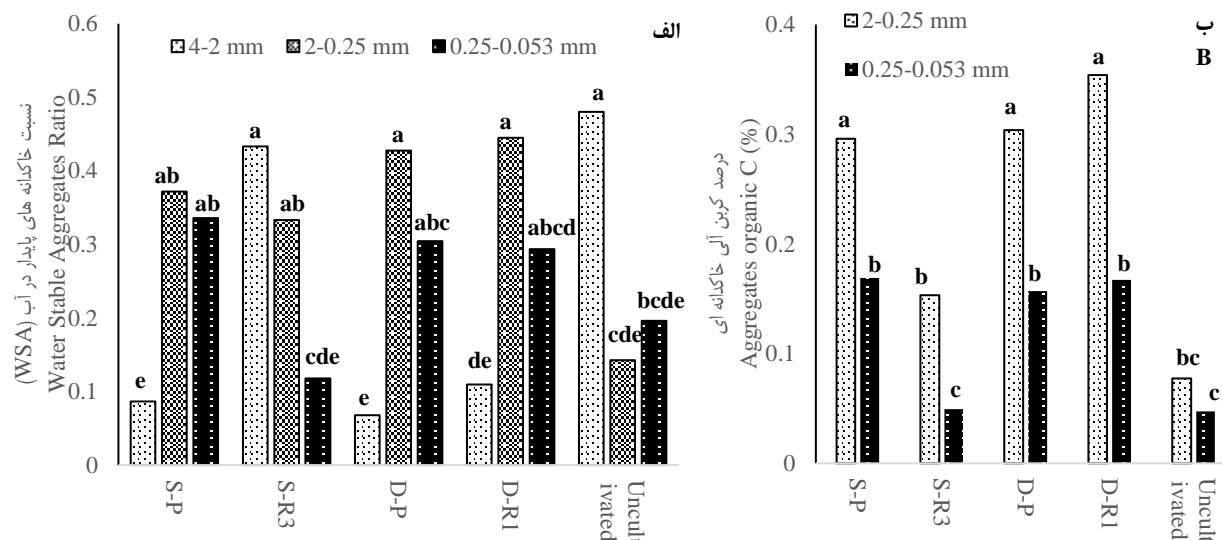 الف
4-2 mm
2-0.25 mm
0.25-0.053 mm
نسبت خاکدانه های پایدار در آب (WSA)
Water Stable Aggregates Ratio
0.6
0.5
0.4
0.3
0.2
0.1
0
e
ab
ab
a
ab
cde
e
a
abc
de
a
abcd
a
cde
bcde
S-P
S-R3
D-P
D-R1
Uncult
ivated
ب
B
2-0.25 mm
0.25-0.053 mm
درصد کربن آلی خاکدانه ای
Aggregates organic C (%)
0.4
0.3
0.2
0.1
0
a
b
b
c
a
b
a
b
bc
c
S-P
S-R3
D-P
D-R1
Uncult
ivated